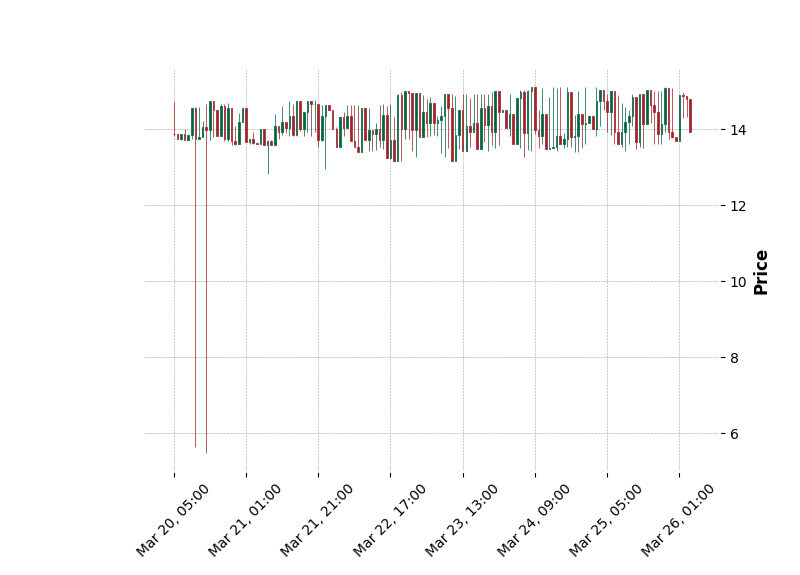 14
12
10
8
6
Price
Mar 20, 05:00
Mar 21, 01:00
Mar 21, 21:00
Mar 22, 17:00
Mar 23, 13:00
Mar 24, 09:00
Mar 25, 05:00
Mar 26, 01:00